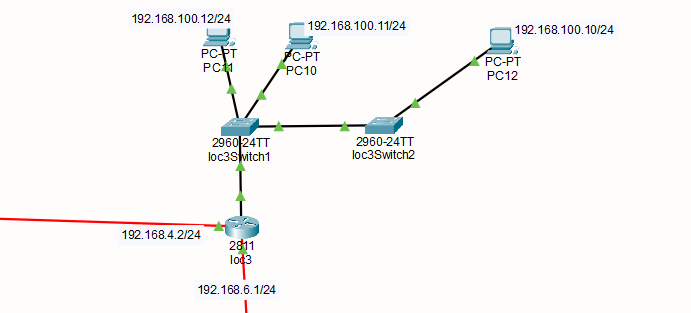 192.168.100.12/24
192.168.100.11/24
192.168.100.10/24
PC-PT
PC11
PC-PT
PC10
PC-PT
PC12
2960-24TT
loc3Switch1
2960-24TT
loc3Switch2
192.168.4.2/24
2811
loc3
192.168.6.1/24